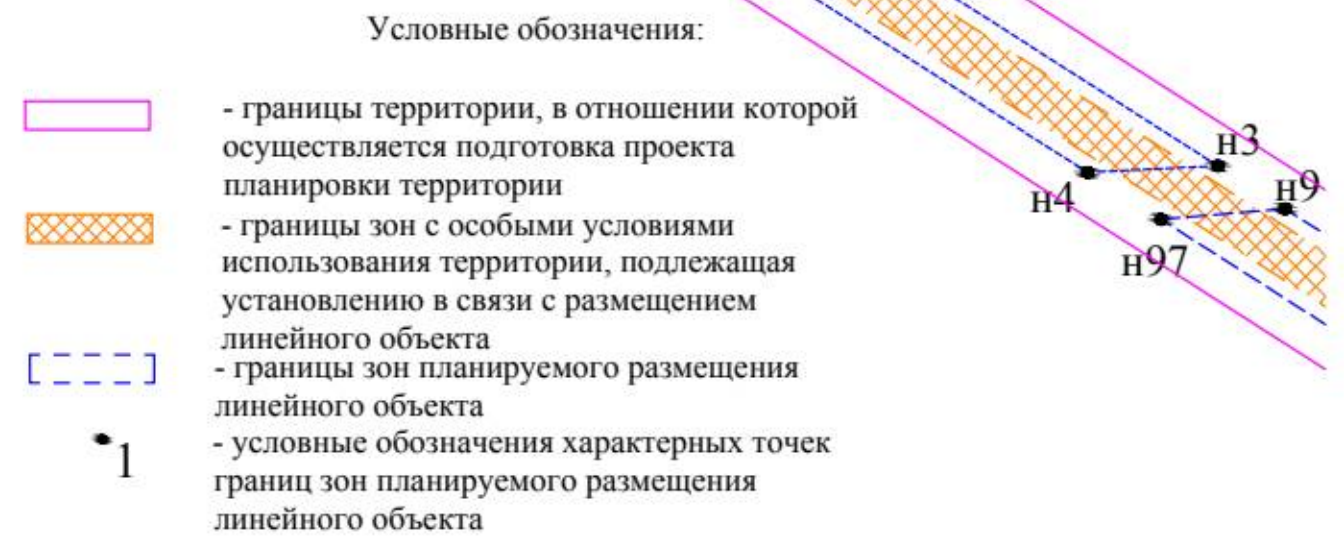 Условные обозначения:
- границы территории, в отношении которой
осуществляется подготовка проекта
планировки территории
- границы зон с особыми условиями
использования территории, подлежащая
установлению в связи с размещением
линейного объекта
- границы зон планируемого размещения
линейного объекта
1
- условные обозначения характерных точек
границ зон планируемого размещения
линейного объекта
н3
н9
н4
н97